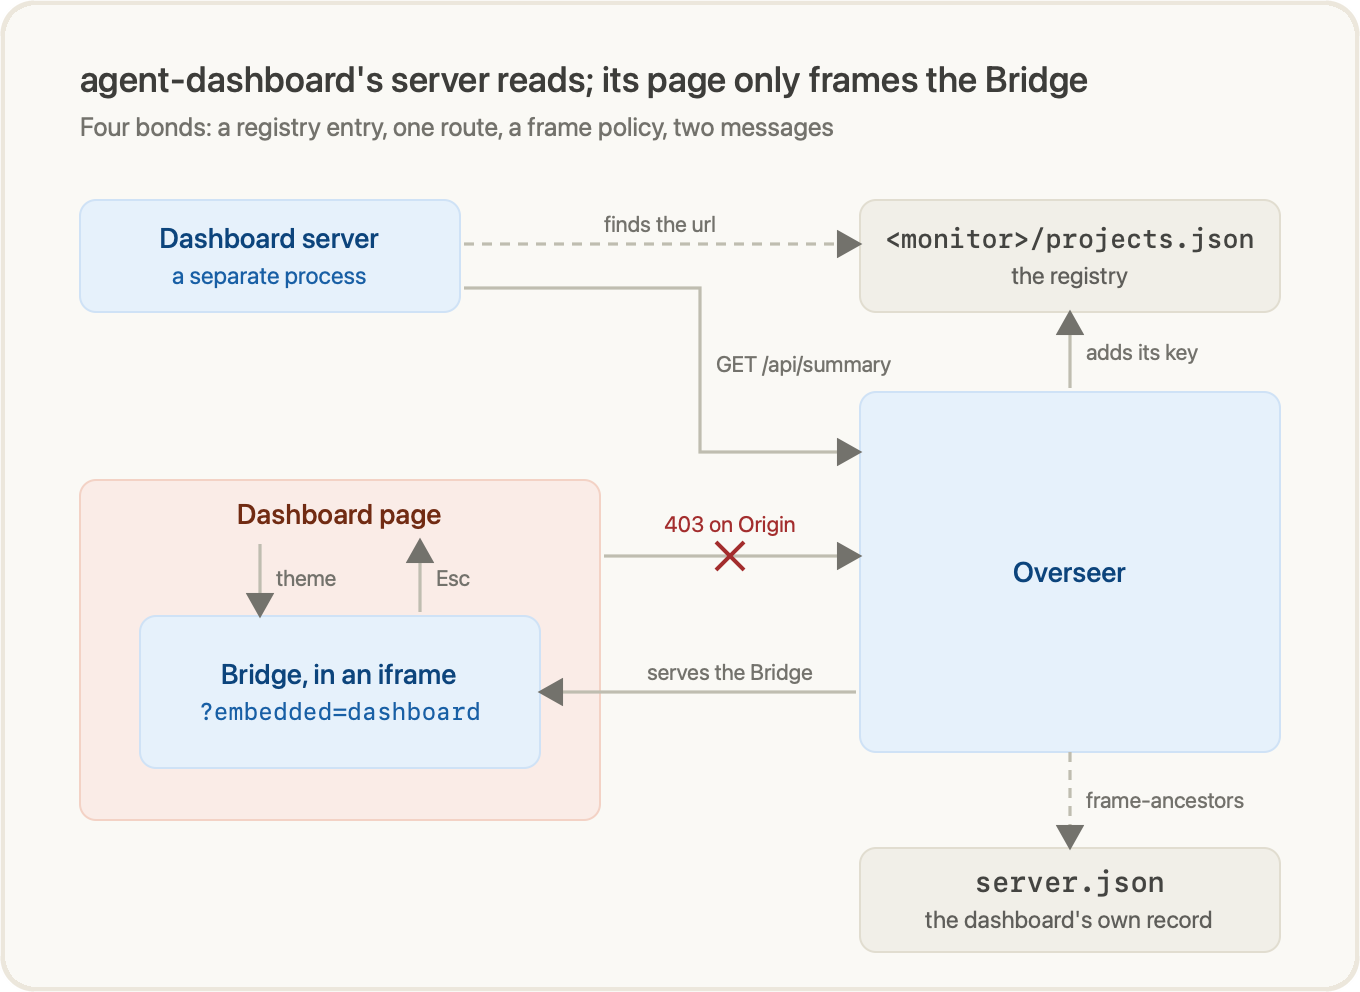 agent-dashboard's server reads; its page only frames the Bridge
Four bonds: a registry entry, one route, a frame policy, two messages
Dashboard server
a separate process
finds the url
<monitor>/projects.json
the registry
GET /api/summary
adds its key
Dashboard page
theme
Esc
403 on Origin
Overseer
Bridge, in an iframe
?embedded=dashboard
serves the Bridge
frame-ancestors
server.json
the dashboard's own record